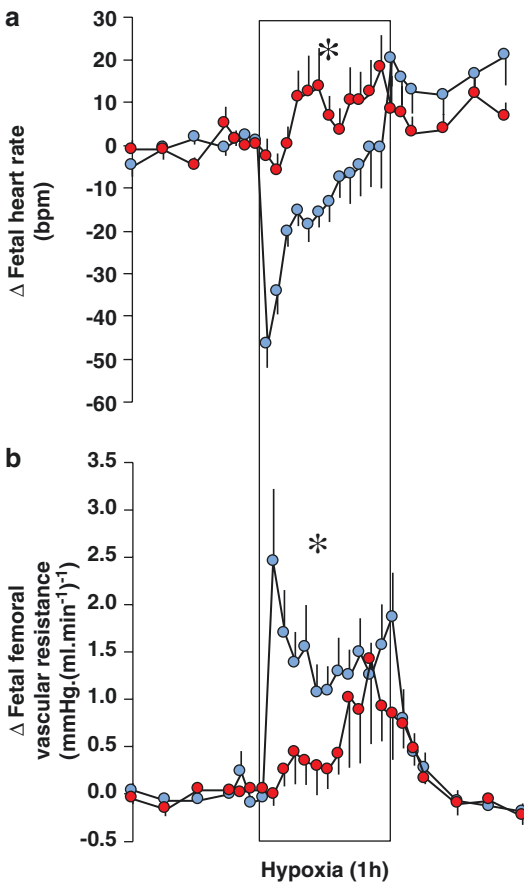 a
30
20
10
0
-10
-20
-30
-40
-50
-60
Δ Fetal heart rate
(bpm)
*
b
3.5
3.0
2.5
2.0
1.5
1.0
0.5
0.0
-0.5
Δ Fetal femoral
vascular resistance
(mmHg.(ml.min⁻¹)⁻¹)
*
Hypoxia (1h)